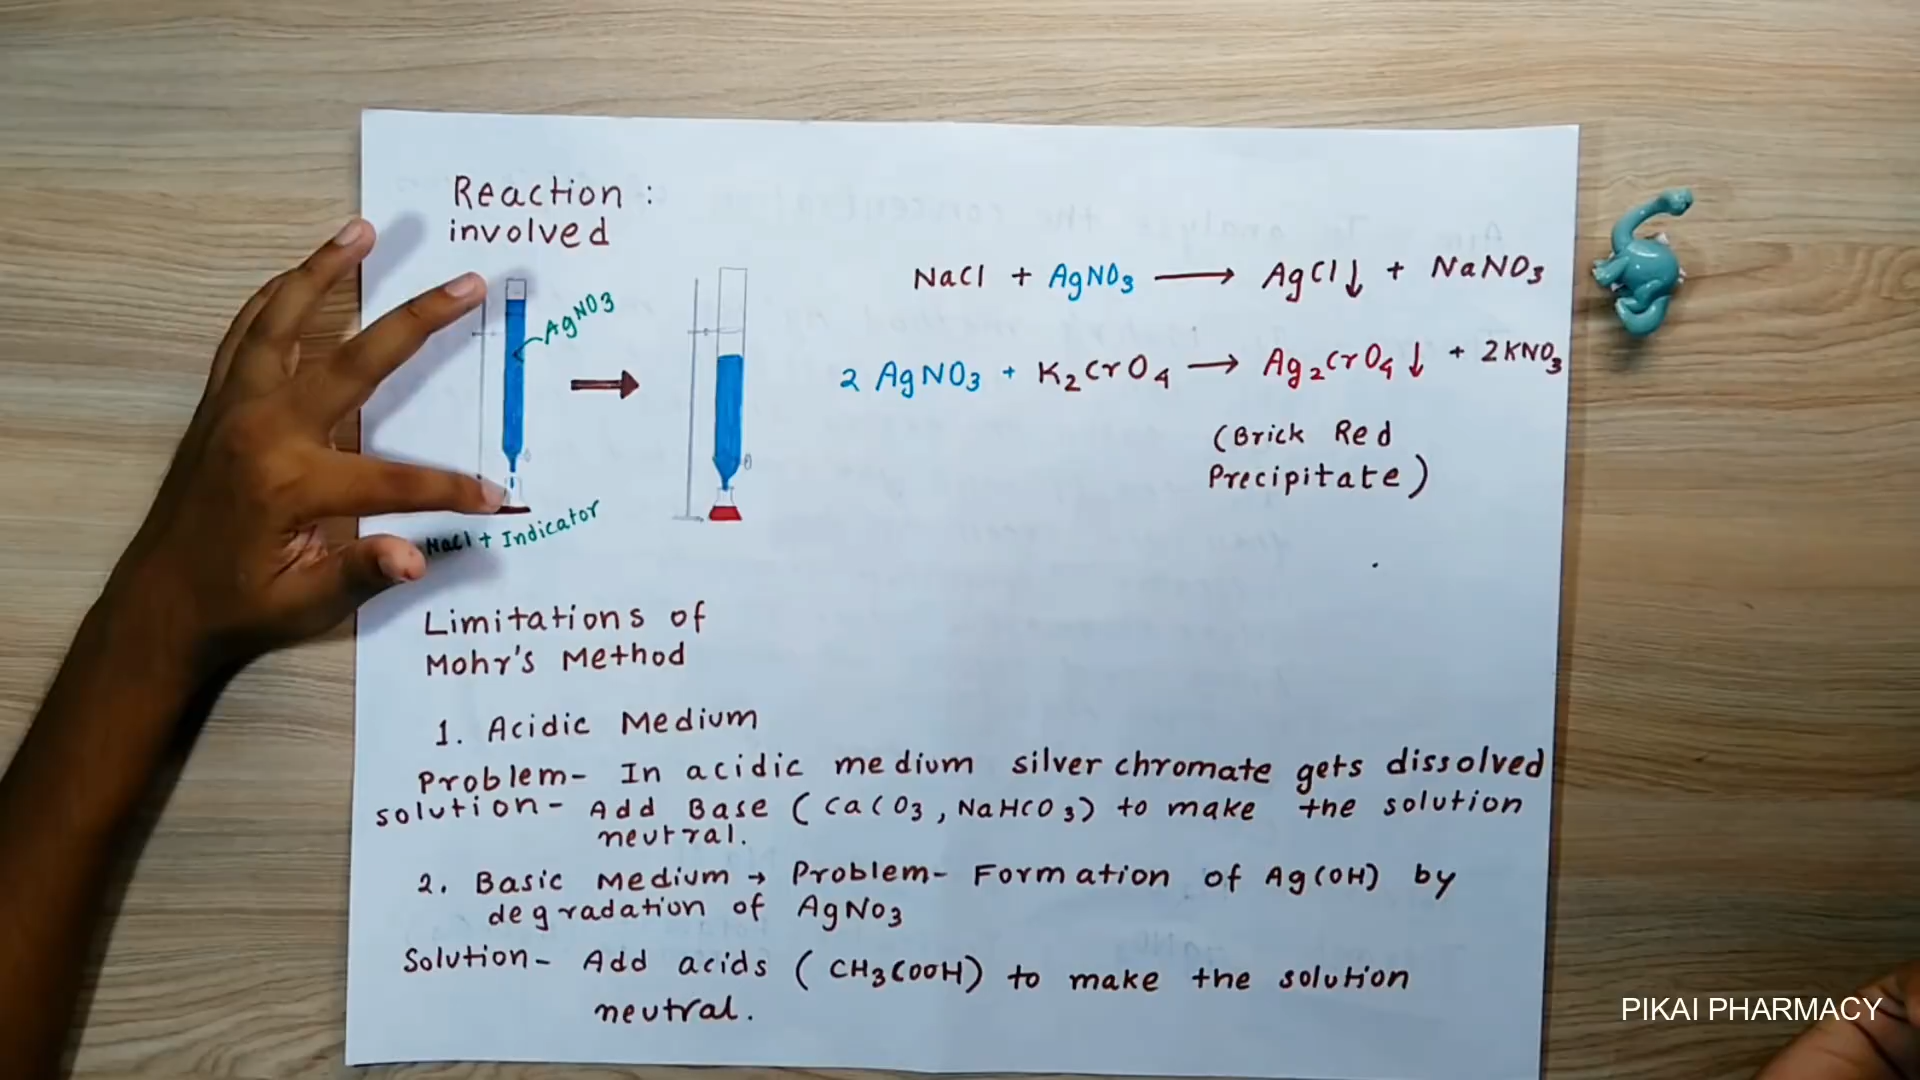 Reaction :
involved
AgNO3
NaCl + Indicator
NaCl + AgNO3 ⟶ AgCl↓ + NaNO3
2 AgNO3 + K2CrO4 ⟶ Ag2CrO4↓ + 2KNO3
(Brick Red
Precipitate)
Limitations of
Mohr's Method
1. Acidic Medium
Problem- In acidic medium silver chromate gets dissolved
solution- Add Base (CaCO3, NaHCO3) to make the solution
neutral.
2. Basic Medium → Problem- Formation of Ag(OH) by
degradation of AgNO3
Solution- Add acids (CH3COOH) to make the solution
neutral.
PIKAI PHARMACY